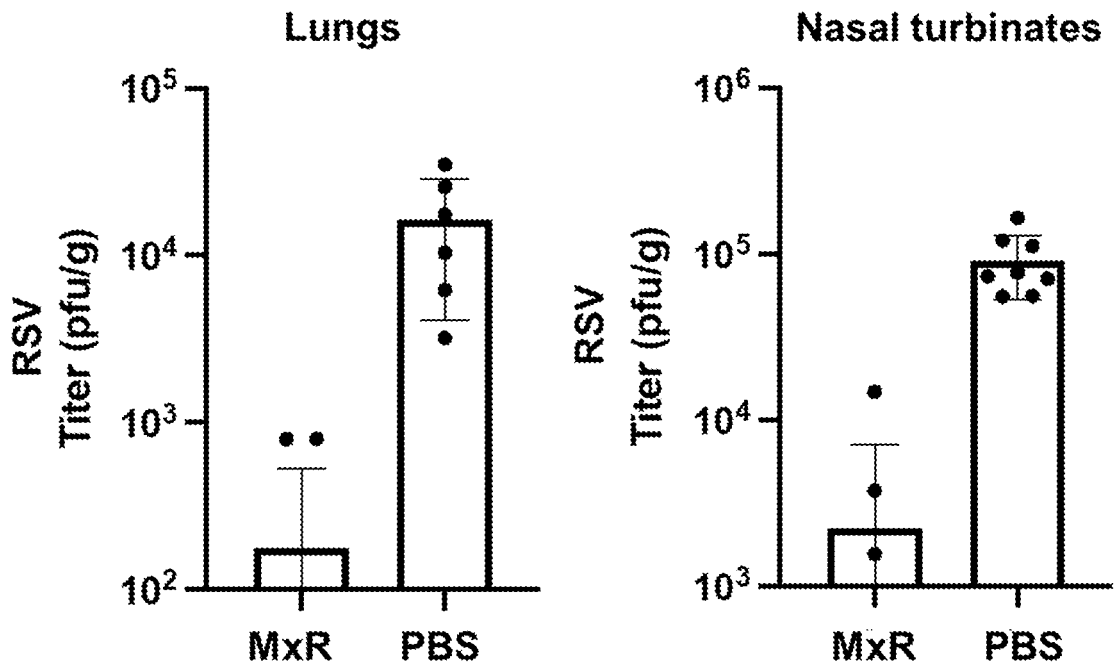 Lungs
10⁵
10⁴
10³
10²
RSV
Titer (pfu/g)
MxR PBS
Nasal turbinates
10⁶
10⁵
10⁴
10³
RSV
Titer (pfu/g)
MxR PBS